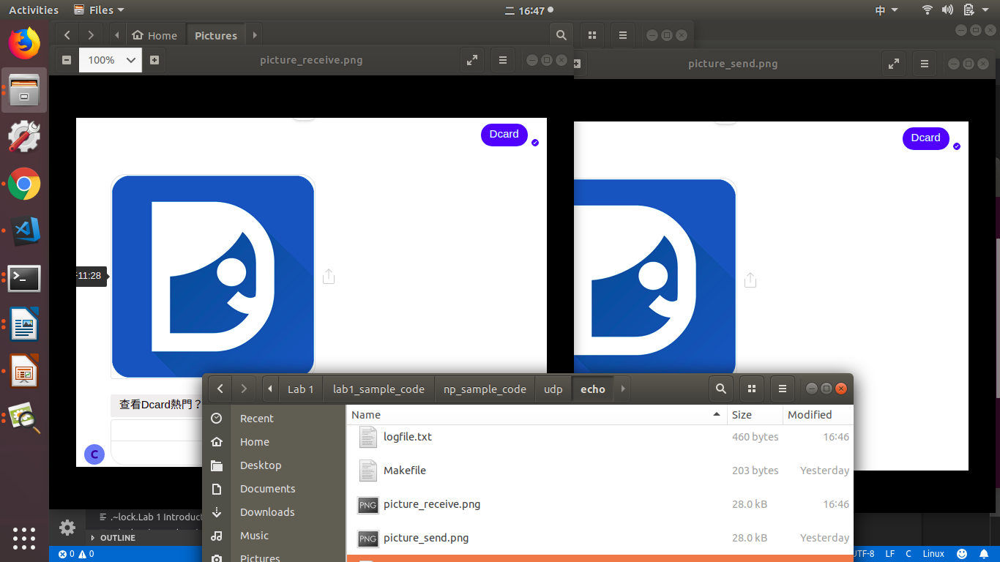 Activities Files 二 16:47 中
Home Pictures
100% picture_receive.png
picture_send.png
Dcard
Dcard
11:28
查看Dcard熱門？
C
Lab 1 lab1_sample_code np_sample_code udp echo
Recent
Home
Desktop
Documents
Downloads
Music
Pictures
Name Size Modified
logfile.txt 460 bytes 16:46
Makefile 203 bytes Yesterday
PNG picture_receive.png 28.0 kB 16:46
PNG picture_send.png 28.0 kB Yesterday
.~lock.Lab 1 Introduct
OUTLINE
0 0 UTF-8 LF C Linux